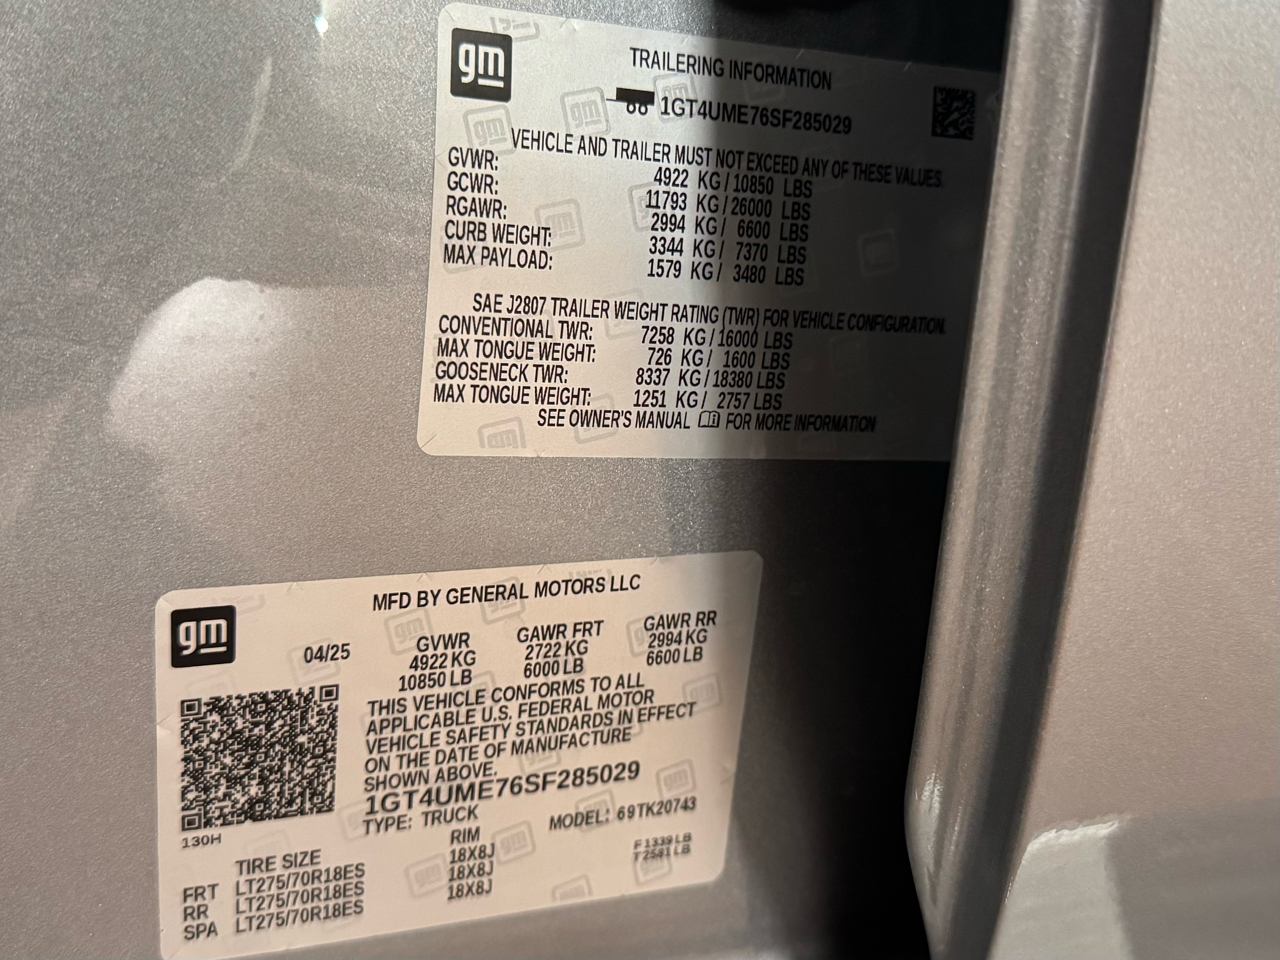 gm
TRAILERING INFORMATION
1GT4UME76SF285029
VEHICLE AND TRAILER MUST NOT EXCEED ANY OF THESE VALUES.
GVWR: 4922 KG / 10850 LBS
GCWR: 11793 KG / 26000 LBS
RGAWR: 2994 KG / 6600 LBS
CURB WEIGHT: 3344 KG / 7370 LBS
MAX PAYLOAD: 1579 KG / 3480 LBS
SAE J2807 TRAILER WEIGHT RATING (TWR) FOR VEHICLE CONFIGURATION.
CONVENTIONAL TWR: 7258 KG / 16000 LBS
MAX TONGUE WEIGHT: 726 KG / 1600 LBS
GOOSENECK TWR: 8337 KG / 18380 LBS
MAX TONGUE WEIGHT: 1251 KG / 2757 LBS
SEE OWNER'S MANUAL FOR MORE INFORMATION
gm
MFD BY GENERAL MOTORS LLC
04/25 GVWR GAWR FRT GAWR RR
4922 KG 2722 KG 2994 KG
10850 LB 6000 LB 6600 LB
THIS VEHICLE CONFORMS TO ALL
APPLICABLE U.S. FEDERAL MOTOR
VEHICLE SAFETY STANDARDS IN EFFECT
ON THE DATE OF MANUFACTURE
SHOWN ABOVE.
1GT4UME76SF285029
130H
TYPE: TRUCK MODEL: 69TK20743
TIRE SIZE RIM
FRT LT275/70R18ES 18X8J
RR LT275/70R18ES 18X8J
SPA LT275/70R18ES 18X8J
F1339LB
T2581LB